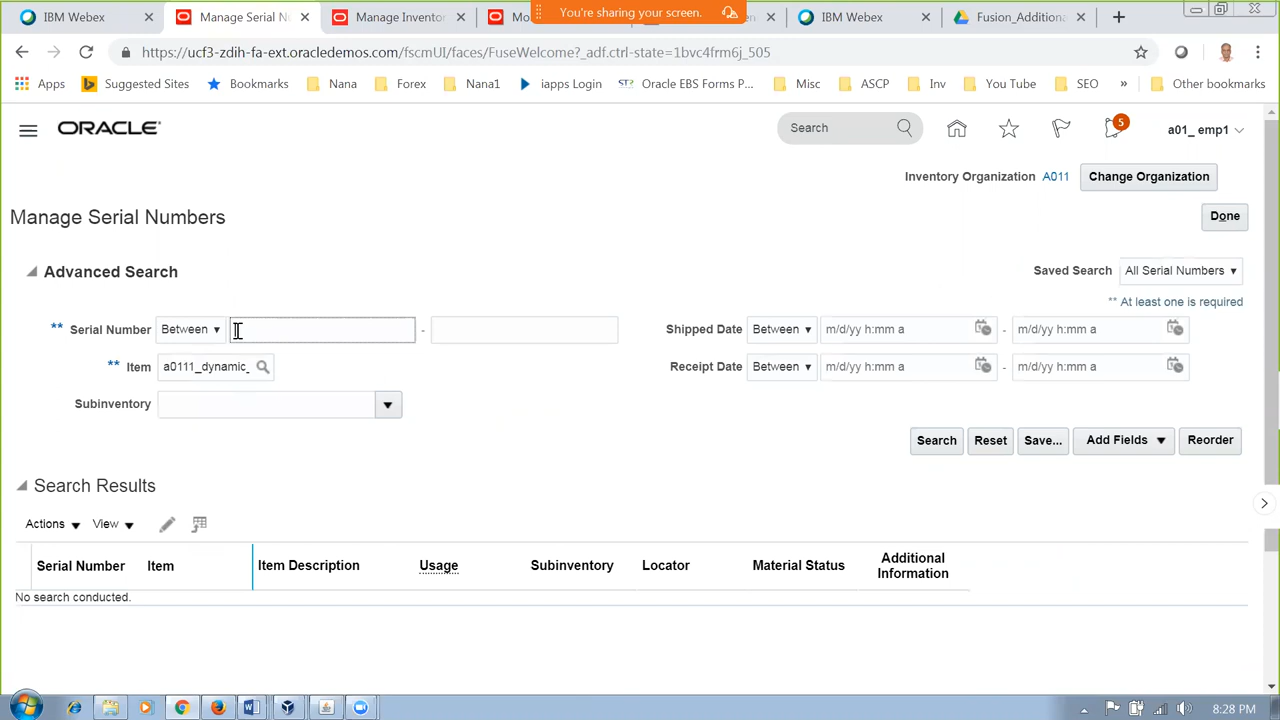 IBM Webex
Manage Serial N
Manage Inventor
Mo
You're sharing your screen.
IBM Webex
Fusion_Additiona
https://ucf3-zdih-fa-ext.oracledemos.com/fscmUI/faces/FuseWelcome?_adf.ctrl-state=1bvc4frm6j_505
Apps
Suggested Sites
Bookmarks
Nana
Forex
Nana1
iapps Login
Oracle EBS Forms P...
Misc
ASCP
Inv
You Tube
SEO
»
Other bookmarks
ORACLE
Search
5
a01_ emp1
Inventory Organization A011 Change Organization
Manage Serial Numbers
Done
Advanced Search
Saved Search All Serial Numbers
** At least one is required
** Serial Number Between -
Shipped Date Between m/d/yy h:mm a - m/d/yy h:mm a
** Item a0111_dynamic_
Receipt Date Between m/d/yy h:mm a - m/d/yy h:mm a
Subinventory
Search Reset Save... Add Fields Reorder
Search Results
Actions View
Serial Number Item Item Description Usage Subinventory Locator Material Status Additional Information
No search conducted.
8:28 PM